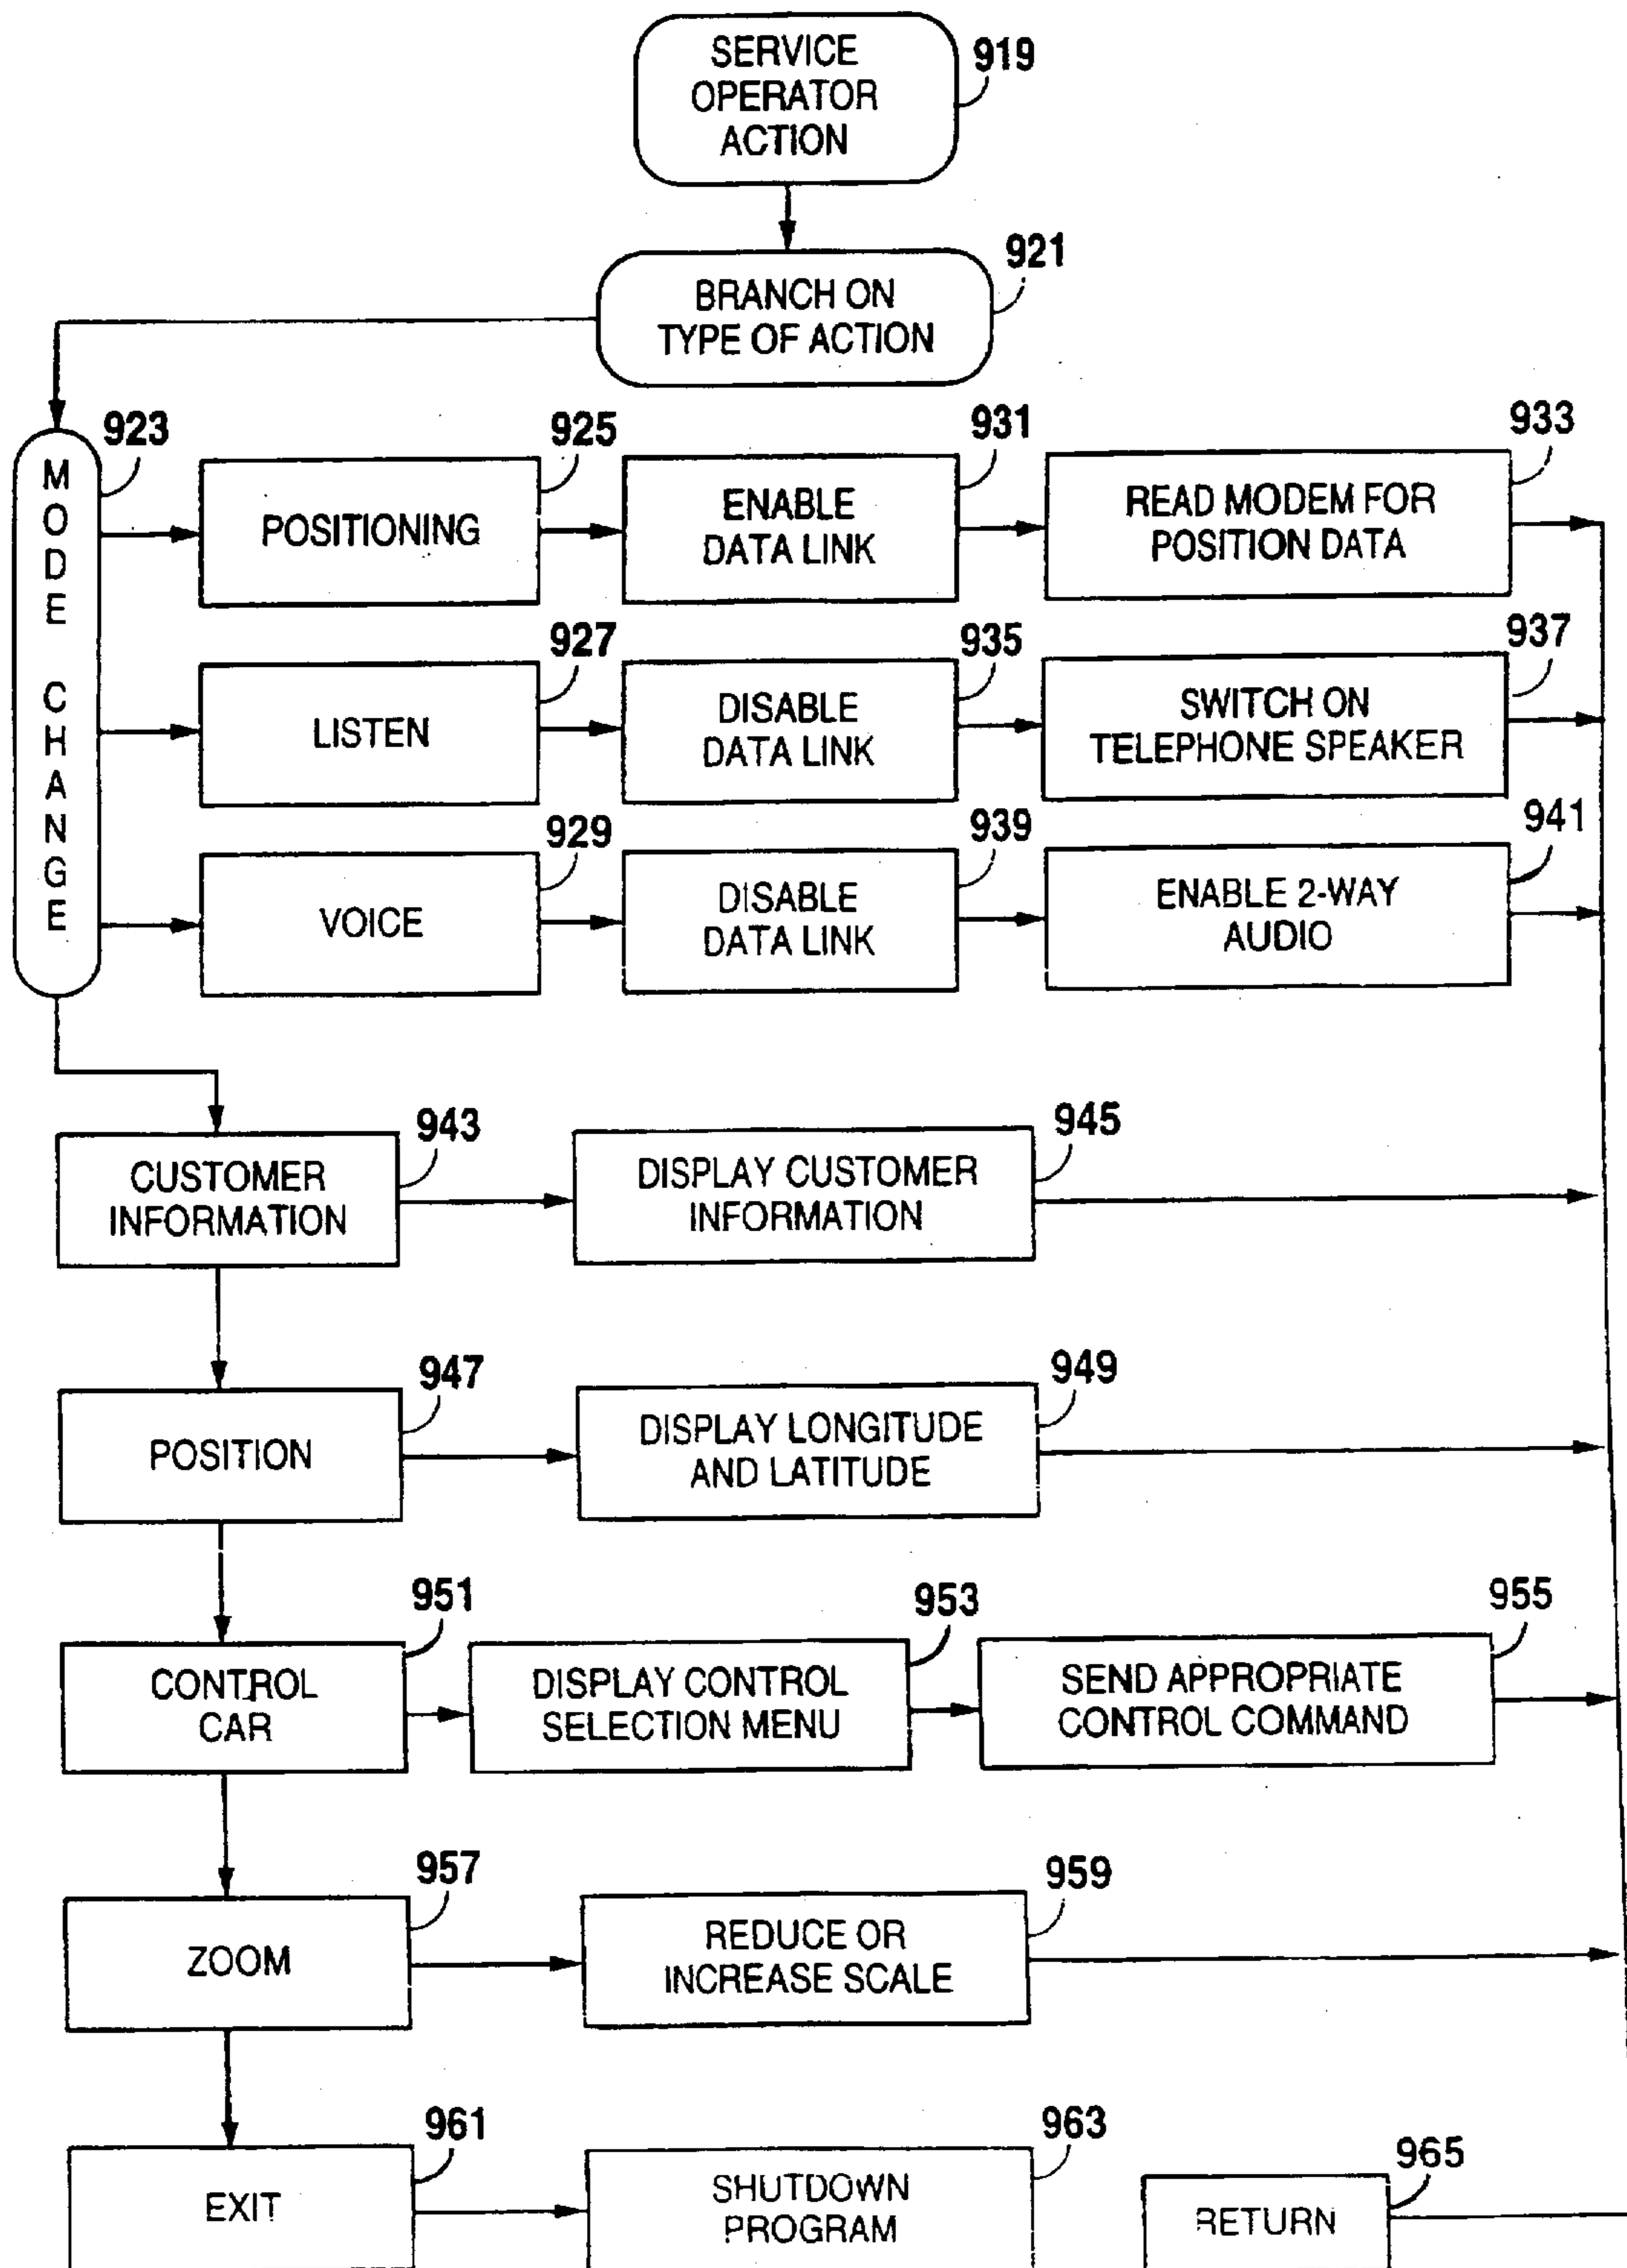 SERVICE
OPERATOR
ACTION
919
BRANCH ON
TYPE OF ACTION
921
MODE CHANGE
923
POSITIONING
925
ENABLE
DATA LINK
931
READ MODEM FOR
POSITION DATA
933
LISTEN
927
DISABLE
DATA LINK
935
SWITCH ON
TELEPHONE SPEAKER
937
VOICE
929
DISABLE
DATA LINK
939
ENABLE 2-WAY
AUDIO
941
CUSTOMER
INFORMATION
943
DISPLAY CUSTOMER
INFORMATION
945
POSITION
947
DISPLAY LONGITUDE
AND LATITUDE
949
CONTROL
CAR
951
DISPLAY CONTROL
SELECTION MENU
953
SEND APPROPRIATE
CONTROL COMMAND
955
ZOOM
957
REDUCE OR
INCREASE SCALE
959
EXIT
961
SHUTDOWN
PROGRAM
963
RETURN
965